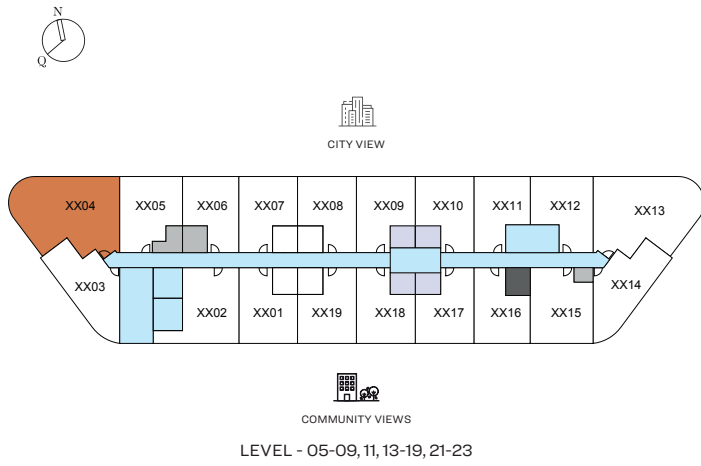 N
Q
CITY VIEW
XX04
XX05
XX06
XX07
XX08
XX09
XX10
XX11
XX12
XX13
XX03
XX14
XX02
XX01
XX19
XX18
XX17
XX16
XX15
COMMUNITY VIEWS
LEVEL - 05-09, 11, 13-19, 21-23